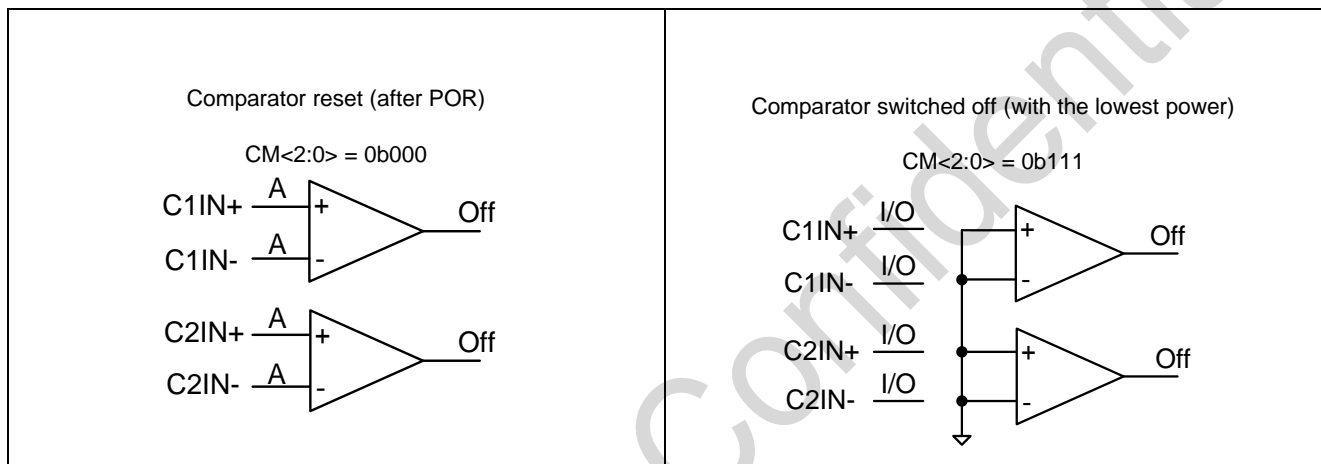 Comparator reset (after POR)
CM<2:0> = 0b000
C1IN+ A + Off
C1IN- A -
C2IN+ A + Off
C2IN- A -
Comparator switched off (with the lowest power)
CM<2:0> = 0b111
C1IN+ I/O + Off
C1IN- I/O -
C2IN+ I/O + Off
C2IN- I/O -
Confidential